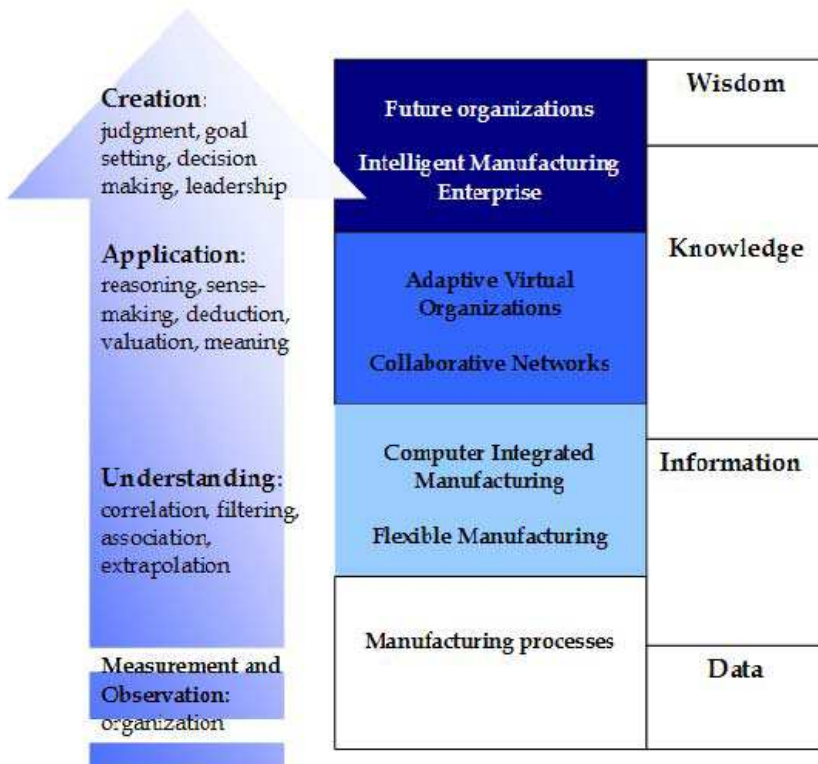 Creation:
judgment, goal
setting, decision
making, leadership
Application:
reasoning, sense-
making, deduction,
valuation, meaning
Understanding:
correlation, filtering,
association,
extrapolation
Measurement and
Observation:
organization
Future organizations
Intelligent Manufacturing
Enterprise
Adaptive Virtual
Organizations
Collaborative Networks
Computer Integrated
Manufacturing
Flexible Manufacturing
Manufacturing processes
Wisdom
Knowledge
Information
Data